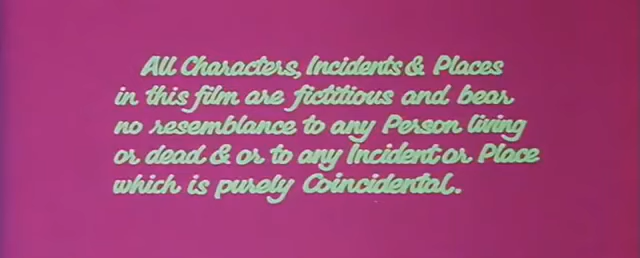 All Characters, Incidents & Places
in this film are fictitious and bear
no resemblance to any Person living
or dead & or to any Incident or Place
which is purely Coincidental.